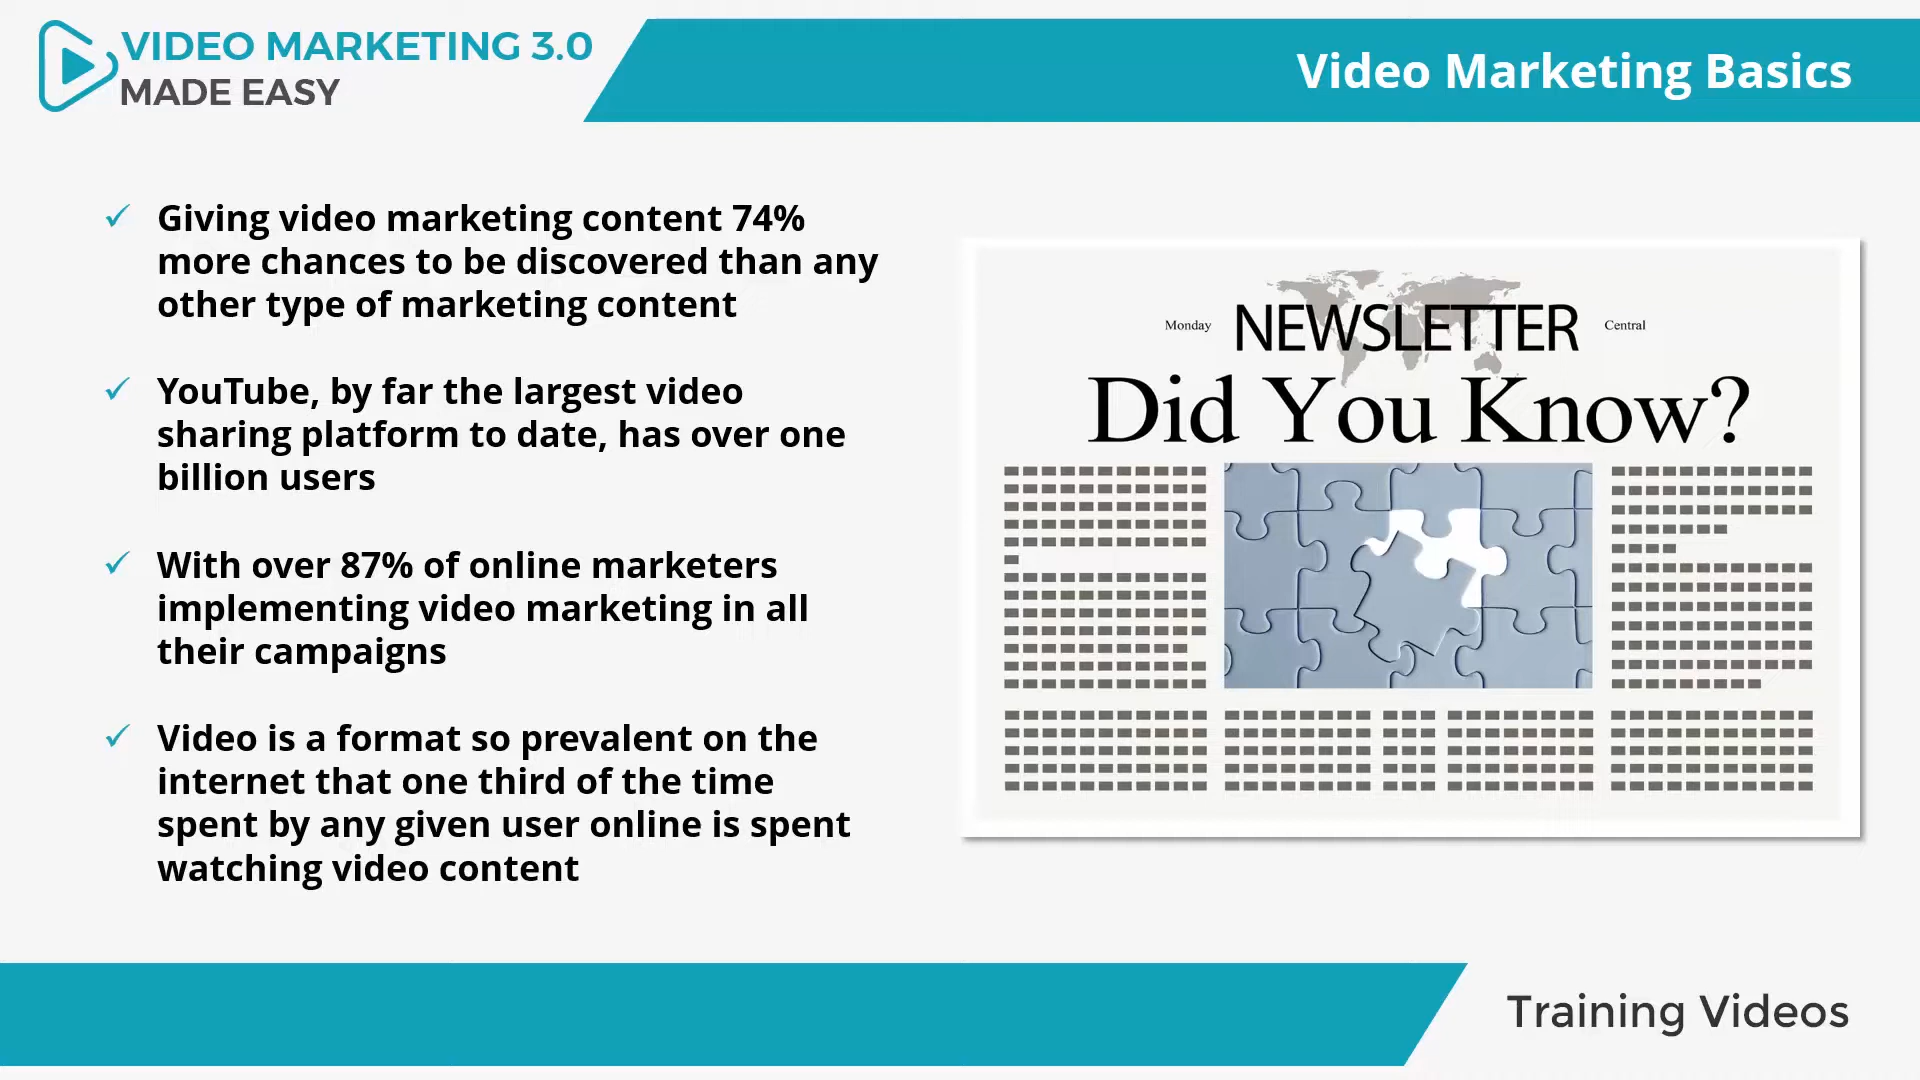 VIDEO MARKETING 3.0
MADE EASY
Video Marketing Basics
Giving video marketing content 74%
more chances to be discovered than any
other type of marketing content
YouTube, by far the largest video
sharing platform to date, has over one
billion users
With over 87% of online marketers
implementing video marketing in all
their campaigns
Video is a format so prevalent on the
internet that one third of the time
spent by any given user online is spent
watching video content
Monday NEWSLETTER Central
Did You Know?
Training Videos